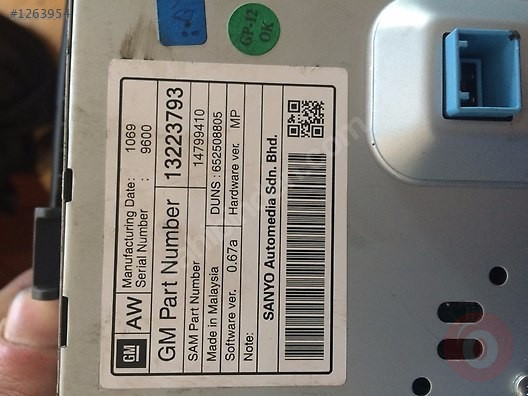 #1263954
GP-12
OK
GM AW Manufacturing Date: 1069
Serial Number : 9600
GM Part Number 13223793
SAM Part Number 14799410
Made in Malaysia DUNS : 652508805
Software ver. 0.67a Hardware ver. MP
Note: SANYO Automedia Sdn. Bhd.